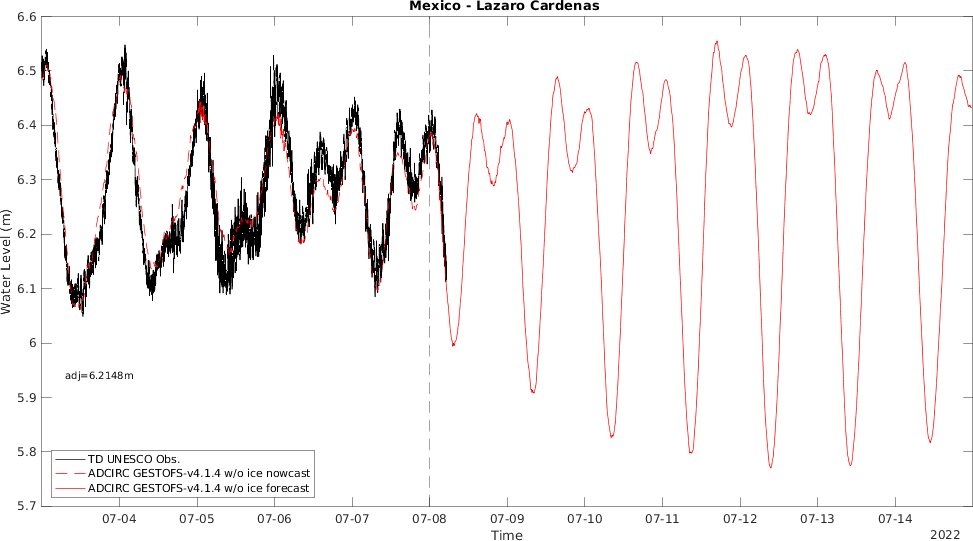 Mexico - Lazaro Cardenas
6.6
6.5
6.4
6.3
6.2
6.1
6
5.9
5.8
5.7
Water Level (m)
adj=6.2148m
TD UNESCO Obs.
ADCIRC GESTOFS-v4.1.4 w/o ice nowcast
ADCIRC GESTOFS-v4.1.4 w/o ice forecast
07-04 07-05 07-06 07-07 07-08 07-09 07-10 07-11 07-12 07-13 07-14
Time
2022